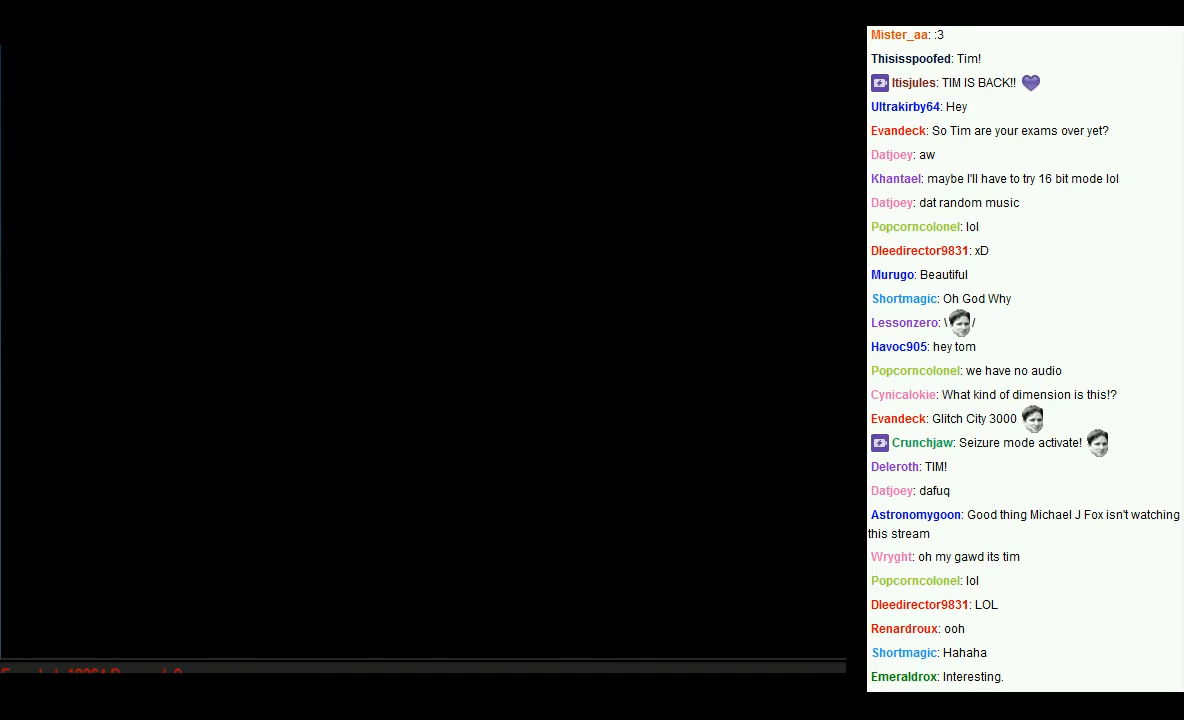 Mister_aa: :3
Thisisspoofed: Tim!
Itisjules: TIM IS BACK!!
Ultrakirby64: Hey
Evandeck: So Tim are your exams over yet?
Datjoey: aw
Khantael: maybe I'll have to try 16 bit mode lol
Datjoey: dat random music
Popcorncolonel: lol
Dleedirector9831: xD
Murugo: Beautiful
Shortmagic: Oh God Why
Lessonzero: \ /
Havoc905: hey tom
Popcorncolonel: we have no audio
Cynicalokie: What kind of dimension is this!?
Evandeck: Glitch City 3000
Crunchjaw: Seizure mode activate!
Deleroth: TIM!
Datjoey: dafuq
Astronomygoon: Good thing Michael J Fox isn't watching
this stream
Wryght: oh my gawd its tim
Popcorncolonel: lol
Dleedirector9831: LOL
Renardroux: ooh
Shortmagic: Hahaha
Emeraldrox: Interesting.